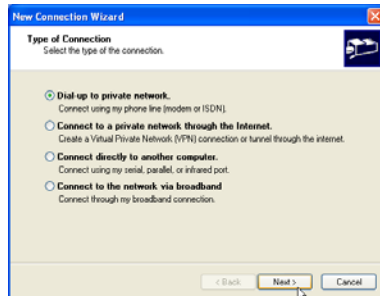 New Connection Wizard
Type of Connection
Select the type of the connection.
Dial-up to private network.
Connect using my phone line (modem or ISDN).
Connect to a private network through the Internet.
Create a Virtual Private Network (VPN) connection or tunnel through the internet.
Connect directly to another computer.
Connect using my serial, parallel, or infrared port.
Connect to the network via broadband
Connect through my broadband connection.
< Back Next > Cancel